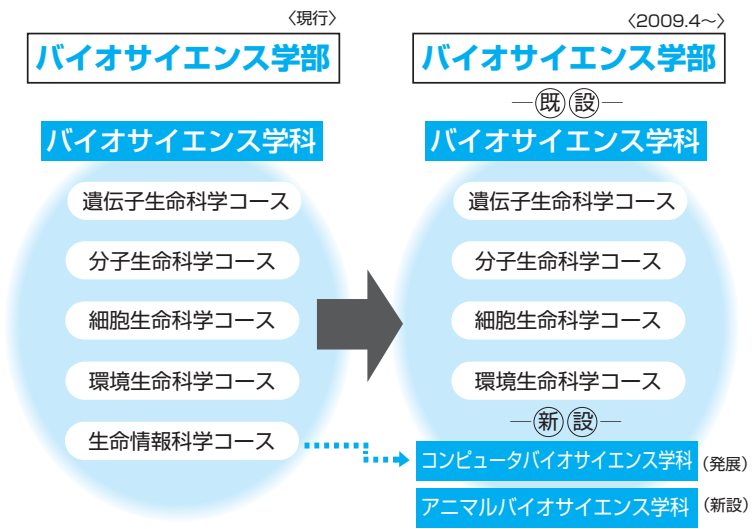 〈現行〉
バイオサイエンス学部
バイオサイエンス学科
遺伝子生命科学コース
分子生命科学コース
細胞生命科学コース
環境生命科学コース
生命情報科学コース
〈2009.4〜〉
バイオサイエンス学部
―既設―
バイオサイエンス学科
遺伝子生命科学コース
分子生命科学コース
細胞生命科学コース
環境生命科学コース
―新設―
コンピュータバイオサイエンス学科(発展)
アニマルバイオサイエンス学科(新設)